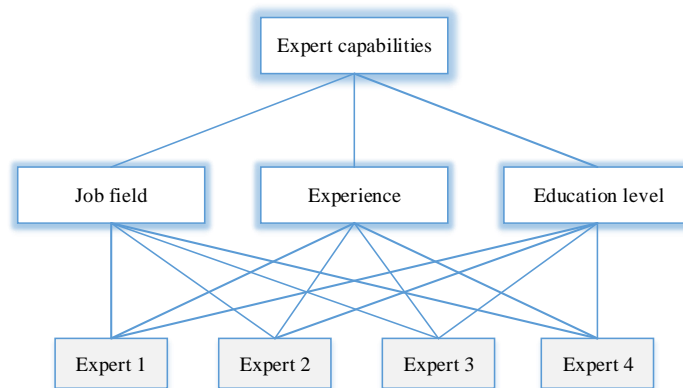 Expert capabilities
Job field
Experience
Education level
Expert 1
Expert 2
Expert 3
Expert 4